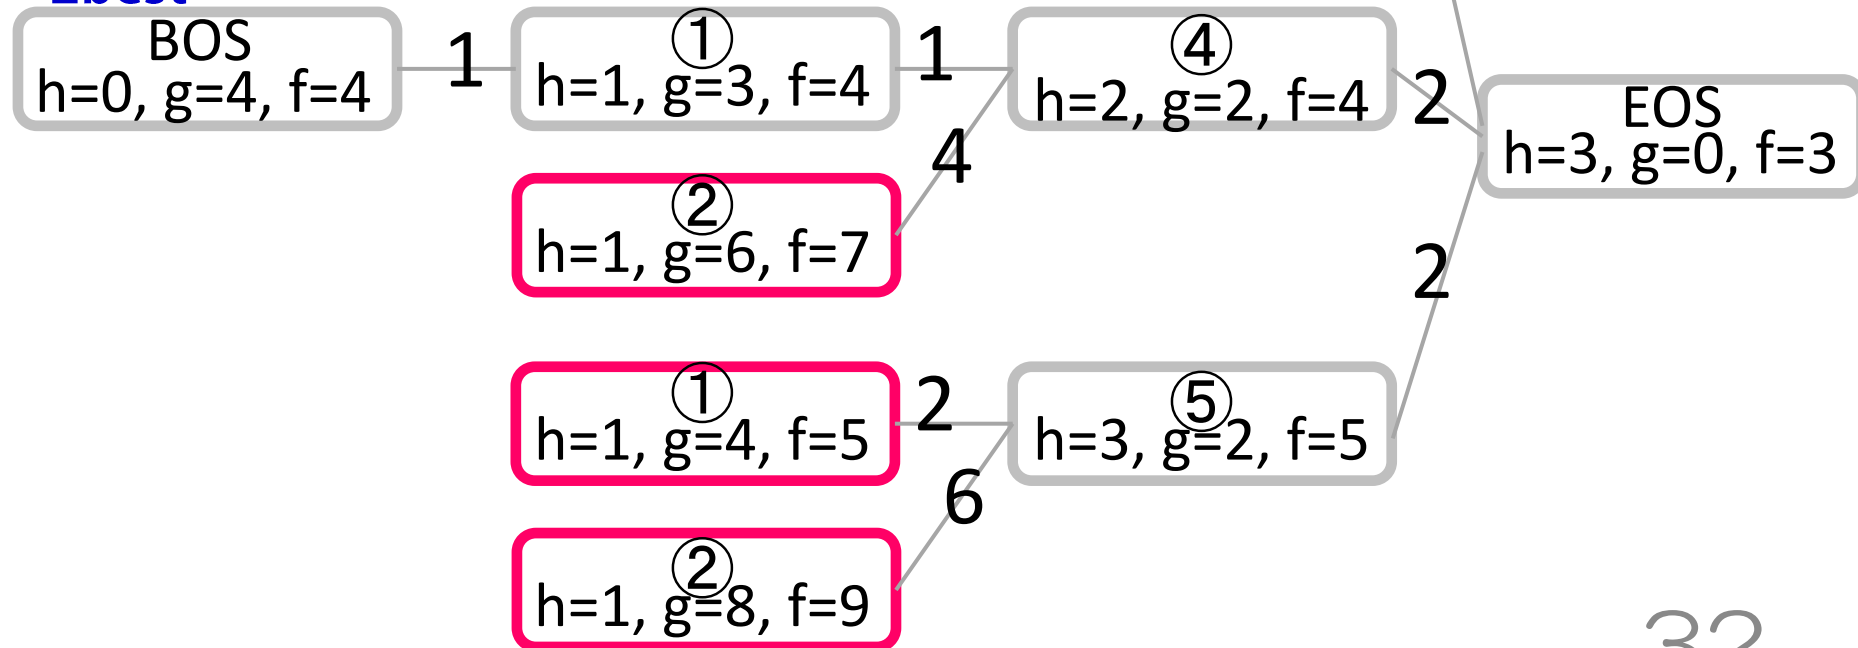 BOS
h=0, g=4, f=4
1
①
h=1, g=3, f=4
1
④
h=2, g=2, f=4
2
EOS
h=3, g=0, f=3
4
②
h=1, g=6, f=7
2
①
h=1, g=4, f=5
2
⑤
h=3, g=2, f=5
6
②
h=1, g=8, f=9
32